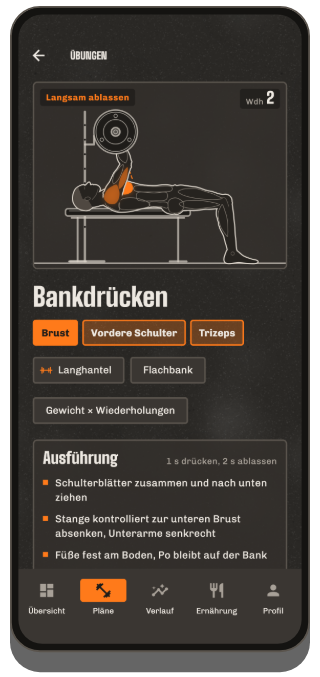 ÜBUNGEN
Langsam ablassen
Wdh 2
Bankdrücken
Brust
Vordere Schulter
Trizeps
Langhantel
Flachbank
Gewicht × Wiederholungen
Ausführung
1 s drücken, 2 s ablassen
Schulterblätter zusammen und nach unten
ziehen
Stange kontrolliert zur unteren Brust
absenken, Unterarme senkrecht
Füße fest am Boden, Po bleibt auf der Bank
Übersicht
Pläne
Verlauf
Ernährung
Profil